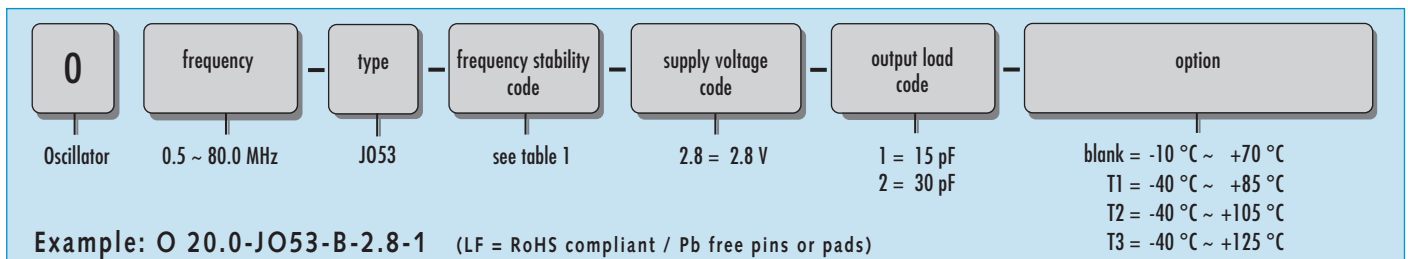 O
frequency
–
type
–
frequency stability
code
–
supply voltage
code
–
output load
code
–
option
Oscillator
0.5 ~ 80.0 MHz
JO53
see table 1
2.8 = 2.8 V
1 = 15 pF
2 = 30 pF
blank = -10 °C ~ +70 °C
T1 = -40 °C ~ +85 °C
T2 = -40 °C ~ +105 °C
T3 = -40 °C ~ +125 °C
Example: O 20.0-JO53-B-2.8-1 (LF = RoHS compliant / Pb free pins or pads)